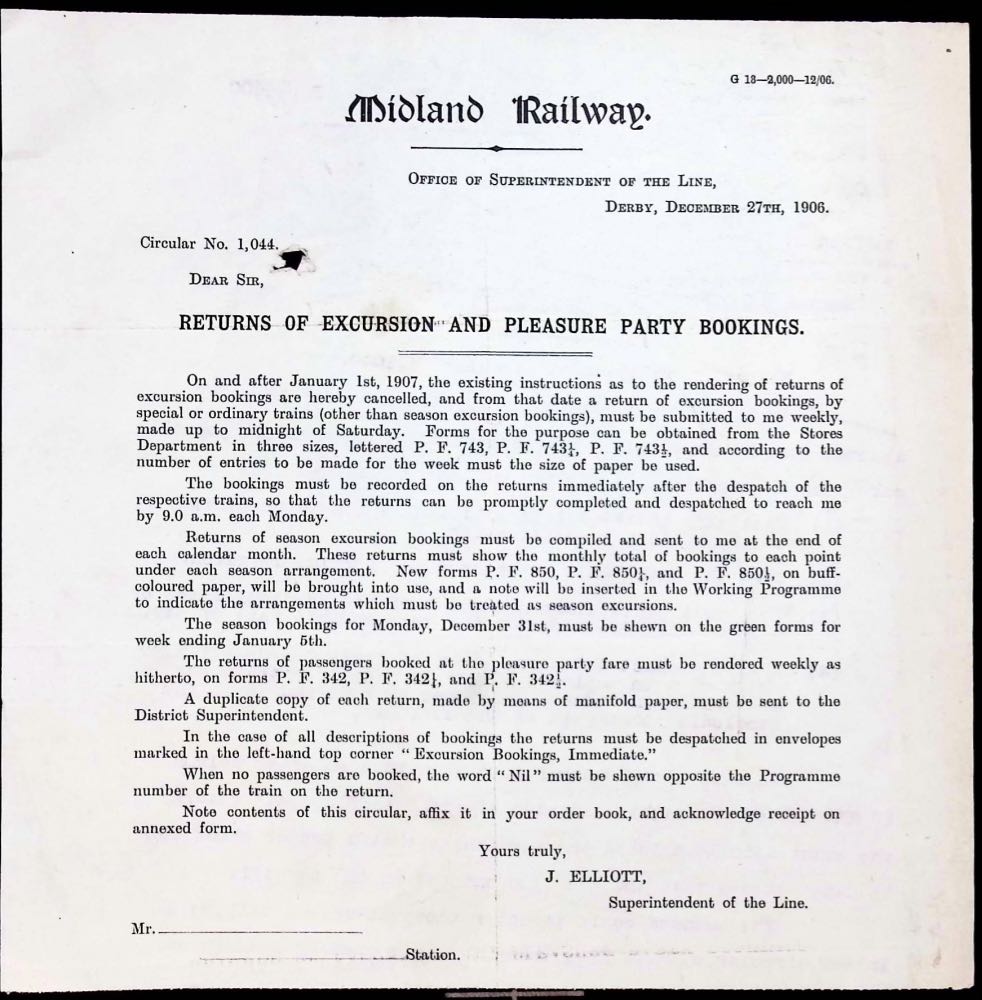 G 18—2,000—12/06.
Midland Railway.
OFFICE OF SUPERINTENDENT OF THE LINE,
DERBY, DECEMBER 27TH, 1906.
Circular No. 1,044.
DEAR SIR,
RETURNS OF EXCURSION AND PLEASURE PARTY BOOKINGS.
On and after January 1st, 1907, the existing instructions as to the rendering of returns of
excursion bookings are hereby cancelled, and from that date a return of excursion bookings, by
special or ordinary trains (other than season excursion bookings), must be submitted to me weekly,
made up to midnight of Saturday. Forms for the purpose can be obtained from the Stores
Department in three sizes, lettered P. F. 743, P. F. 743¼, P. F. 743½, and according to the
number of entries to be made for the week must the size of paper be used.
The bookings must be recorded on the returns immediately after the despatch of the
respective trains, so that the returns can be promptly completed and despatched to reach me
by 9.0 a.m. each Monday.
Returns of season excursion bookings must be compiled and sent to me at the end of
each calendar month. These returns must show the monthly total of bookings to each point
under each season arrangement. New forms P. F. 850, P. F. 850¼, and P. F. 850½, on buff-
coloured paper, will be brought into use, and a note will be inserted in the Working Programme
to indicate the arrangements which must be treated as season excursions.
The season bookings for Monday, December 31st, must be shewn on the green forms for
week ending January 5th.
The returns of passengers booked at the pleasure party fare must be rendered weekly as
hitherto, on forms P. F. 342, P. F. 342¼, and P. F. 342½.
A duplicate copy of each return, made by means of manifold paper, must be sent to the
District Superintendent.
In the case of all descriptions of bookings the returns must be despatched in envelopes
marked in the left-hand top corner “Excursion Bookings, Immediate.”
When no passengers are booked, the word “Nil” must be shewn opposite the Programme
number of the train on the return.
Note contents of this circular, affix it in your order book, and acknowledge receipt on
annexed form.
Yours truly,
J. ELLIOTT,
Superintendent of the Line.
Mr.
Station.